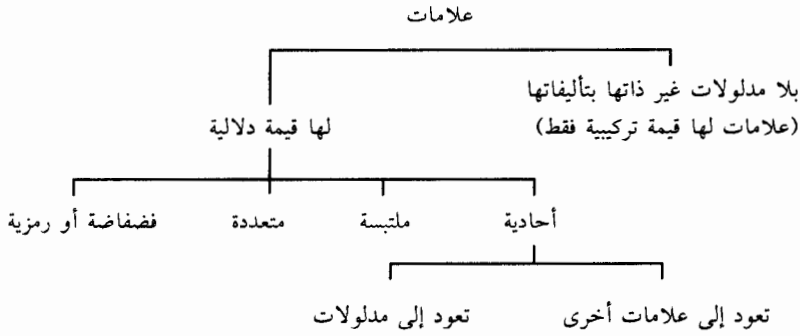 علامات
بلا مدلولات غير ذاتها بتأليفاتها
(علامات لها قيمة تركيبية فقط)
لها قيمة دلالية
أحادية
ملتبسة
متعددة
فضفاضة أو رمزية
تعود إلى علامات أخرى
تعود إلى مدلولات